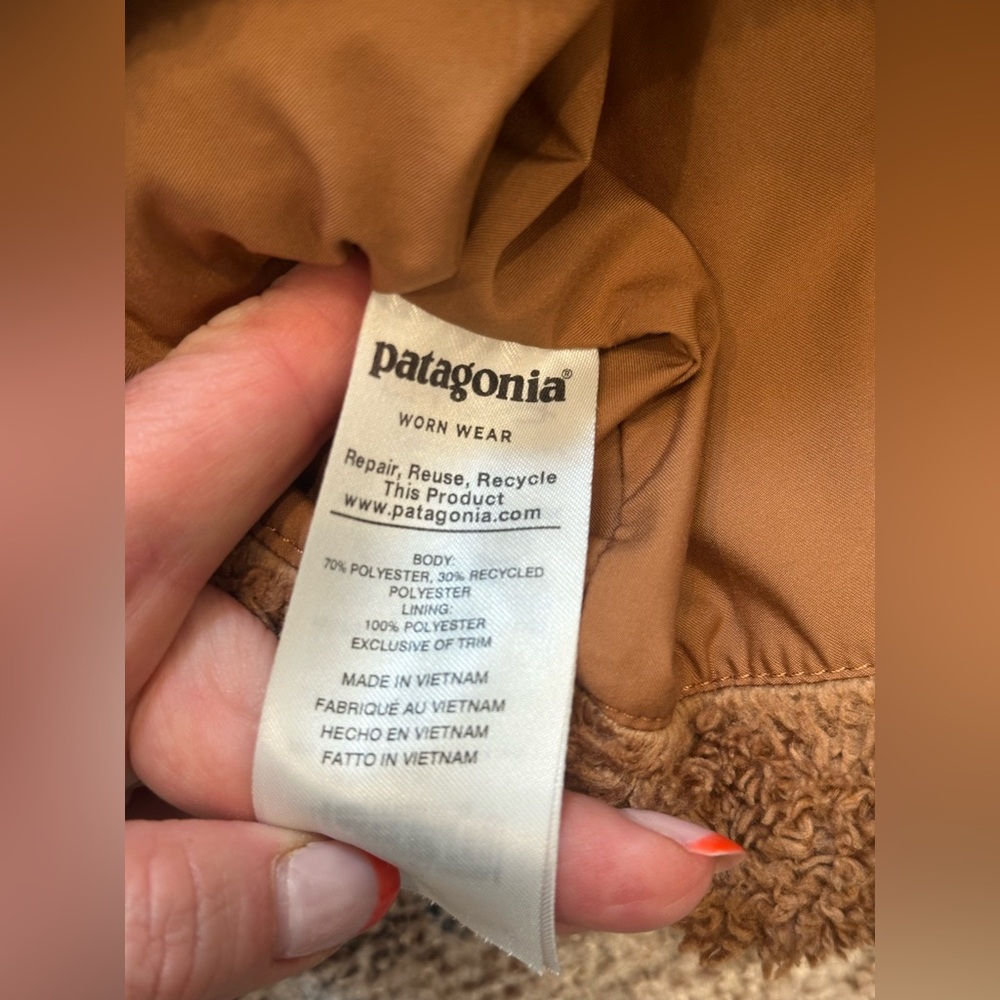 patagonia®
WORN WEAR
Repair, Reuse, Recycle
This Product
www.patagonia.com
BODY:
70% POLYESTER, 30% RECYCLED
POLYESTER
LINING:
100% POLYESTER
EXCLUSIVE OF TRIM
MADE IN VIETNAM
FABRIQUÉ AU VIETNAM
HECHO EN VIETNAM
FATTO IN VIETNAM